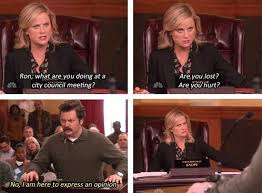 Ron, what are you doing at a
city council meeting?
Are you lost?
Are you hurt?
No, I am here to express an opinion.
KNOPE